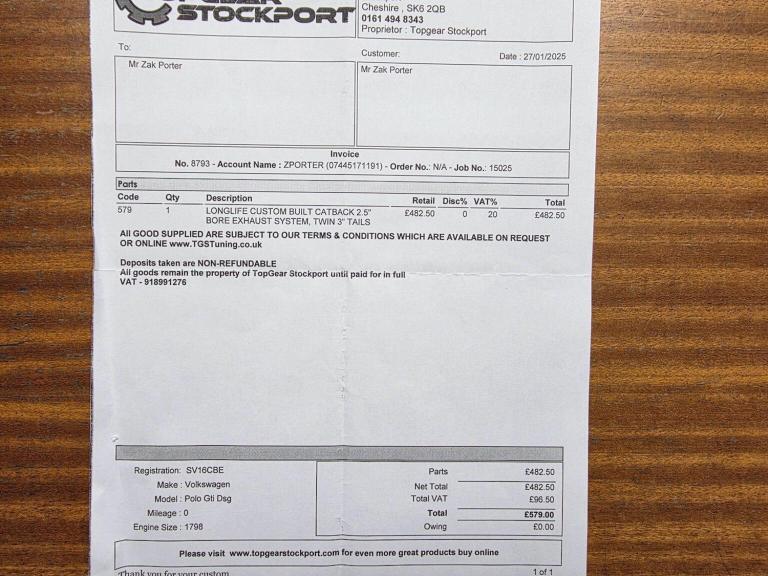 STOCKPORT
Cheshire , SK6 2QB
0161 494 8343
Proprietor : Topgear Stockport
To:
Customer:
Date : 27/01/2025
Mr Zak Porter
Mr Zak Porter
Invoice
No. 8793 - Account Name : ZPORTER (07445171191) - Order No.: N/A - Job No.: 15025
Parts
Code Qty Description Retail Disc% VAT% Total
579 1 LONGLIFE CUSTOM BUILT CATBACK 2.5" £482.50 0 20 £482.50
BORE EXHAUST SYSTEM, TWIN 3" TAILS
ALL GOOD SUPPLIED ARE SUBJECT TO OUR TERMS & CONDITIONS WHICH ARE AVAILABLE ON REQUEST
OR ONLINE www.TGSTuning.co.uk
Deposits taken are NON-REFUNDABLE
All goods remain the property of TopGear Stockport until paid for in full
VAT - 918991276
Registration: SV16CBE
Make : Volkswagen
Model : Polo Gti Dsg
Mileage : 0
Engine Size : 1798
Parts £482.50
Net Total £482.50
Total VAT £96.50
Total £579.00
Owing £0.00
Please visit www.topgearstockport.com for even more great products buy online
Thank you for your custom
1 of 1